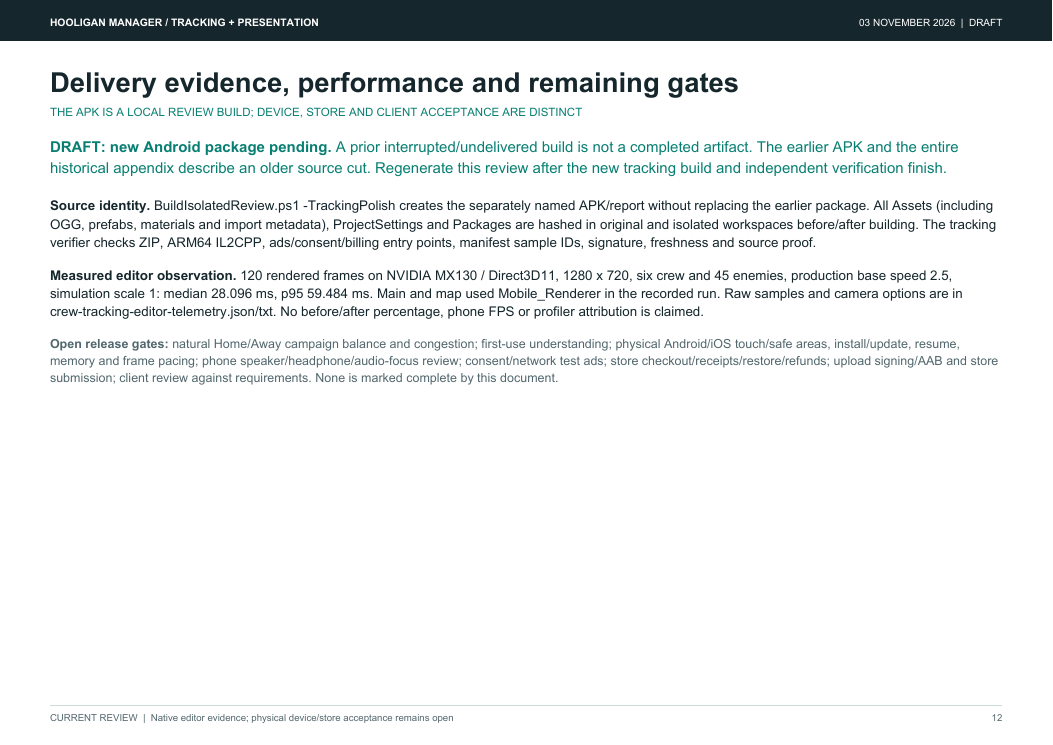 HOOLIGAN MANAGER / TRACKING + PRESENTATION
03 NOVEMBER 2026 | DRAFT
Delivery evidence, performance and remaining gates
THE APK IS A LOCAL REVIEW BUILD; DEVICE, STORE AND CLIENT ACCEPTANCE ARE DISTINCT
DRAFT: new Android package pending. A prior interrupted/undelivered build is not a completed artifact. The earlier APK and the entire
historical appendix describe an older source cut. Regenerate this review after the new tracking build and independent verification finish.
Source identity. BuildIsolatedReview.ps1 -TrackingPolish creates the separately named APK/report without replacing the earlier package. All Assets (including
OGG, prefabs, materials and import metadata), ProjectSettings and Packages are hashed in original and isolated workspaces before/after building. The tracking
verifier checks ZIP, ARM64 IL2CPP, ads/consent/billing entry points, manifest sample IDs, signature, freshness and source proof.
Measured editor observation. 120 rendered frames on NVIDIA MX130 / Direct3D11, 1280 x 720, six crew and 45 enemies, production base speed 2.5,
simulation scale 1: median 28.096 ms, p95 59.484 ms. Main and map used Mobile_Renderer in the recorded run. Raw samples and camera options are in
crew-tracking-editor-telemetry.json/txt. No before/after percentage, phone FPS or profiler attribution is claimed.
Open release gates: natural Home/Away campaign balance and congestion; first-use understanding; physical Android/iOS touch/safe areas, install/update, resume,
memory and frame pacing; phone speaker/headphone/audio-focus review; consent/network test ads; store checkout/receipts/restore/refunds; upload signing/AAB and store
submission; client review against requirements. None is marked complete by this document.
CURRENT REVIEW | Native editor evidence; physical device/store acceptance remains open
12